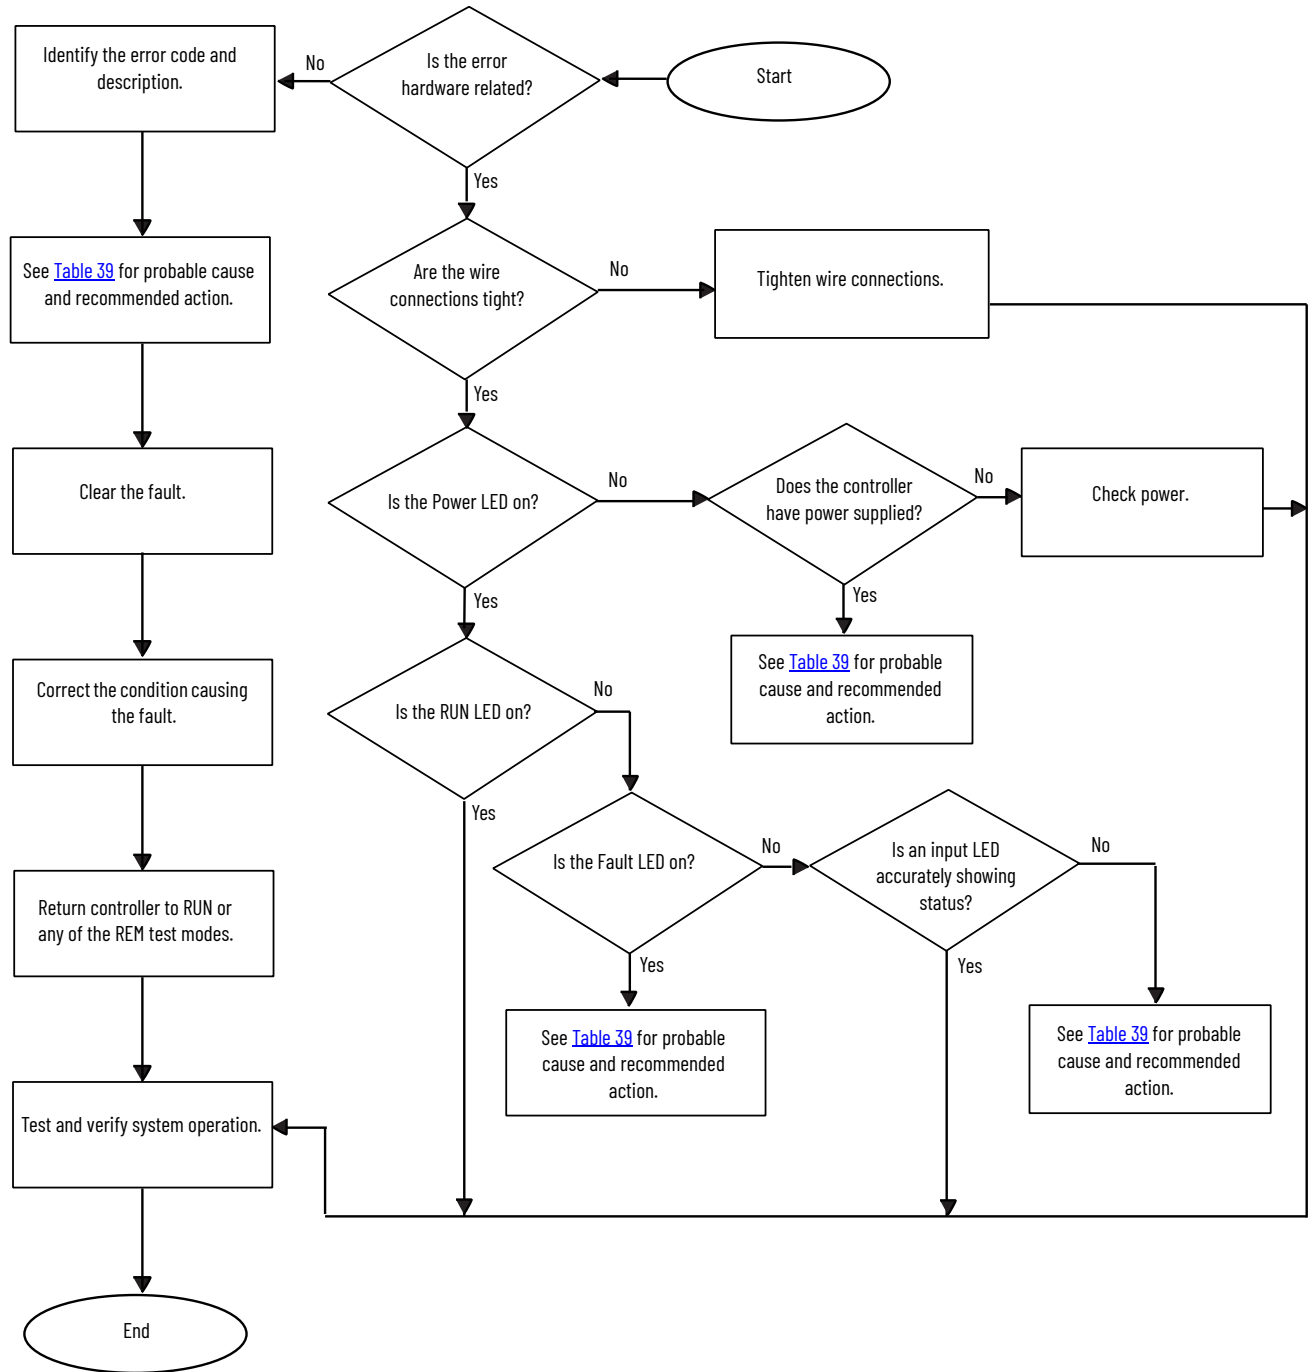 Start
Is the error
hardware related?
No
Identify the error code and
description.
Yes
See Table 39 for probable cause
and recommended action.
Are the wire
connections tight?
No
Tighten wire connections.
Yes
Clear the fault.
Is the Power LED on?
No
Does the controller
have power supplied?
No
Check power.
Yes
Yes
See Table 39 for probable
cause and recommended
action.
Correct the condition causing
the fault.
Is the RUN LED on?
No
Yes
Is the Fault LED on?
No
Is an input LED
accurately showing
status?
No
Return controller to RUN or
any of the REM test modes.
Yes
Yes
See Table 39 for probable
cause and recommended
action.
See Table 39 for probable
cause and recommended
action.
Test and verify system operation.
End